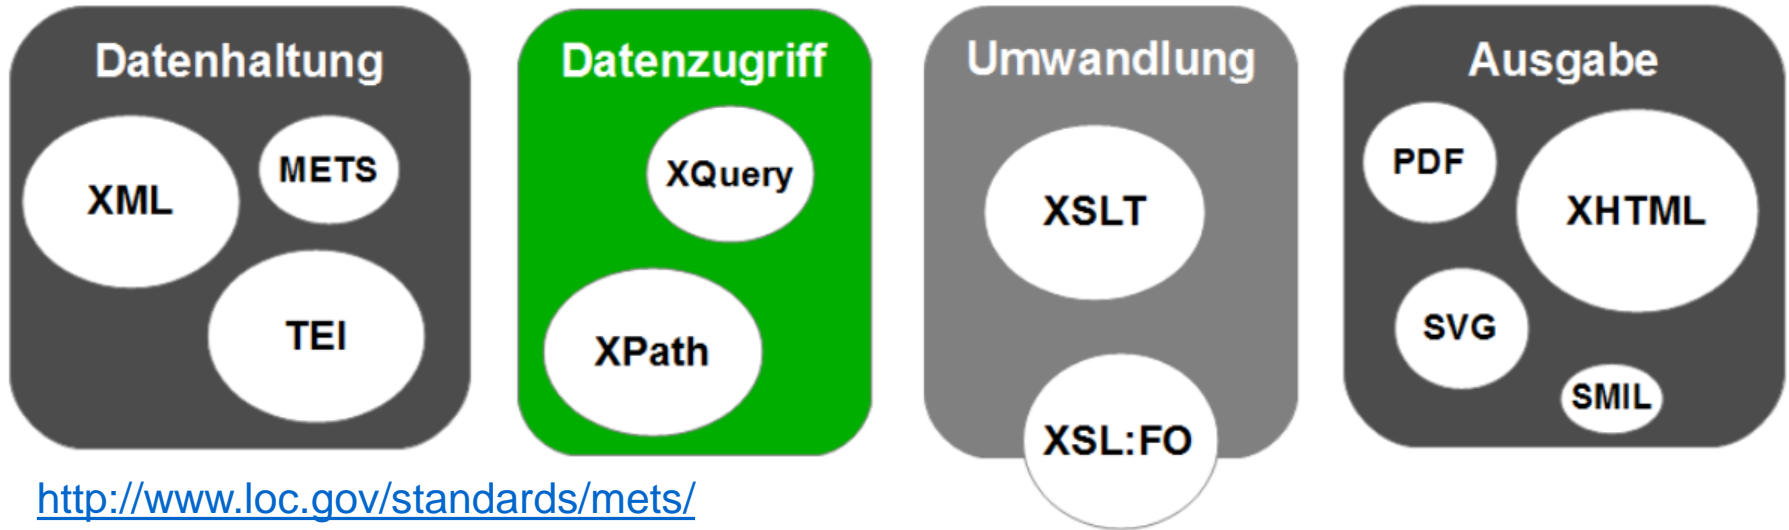 Datenhaltung
XML
METS
TEI
Datenzugriff
XQuery
XPath
Umwandlung
XSLT
XSL:FO
Ausgabe
PDF
XHTML
SVG
SMIL
http://www.loc.gov/standards/mets/